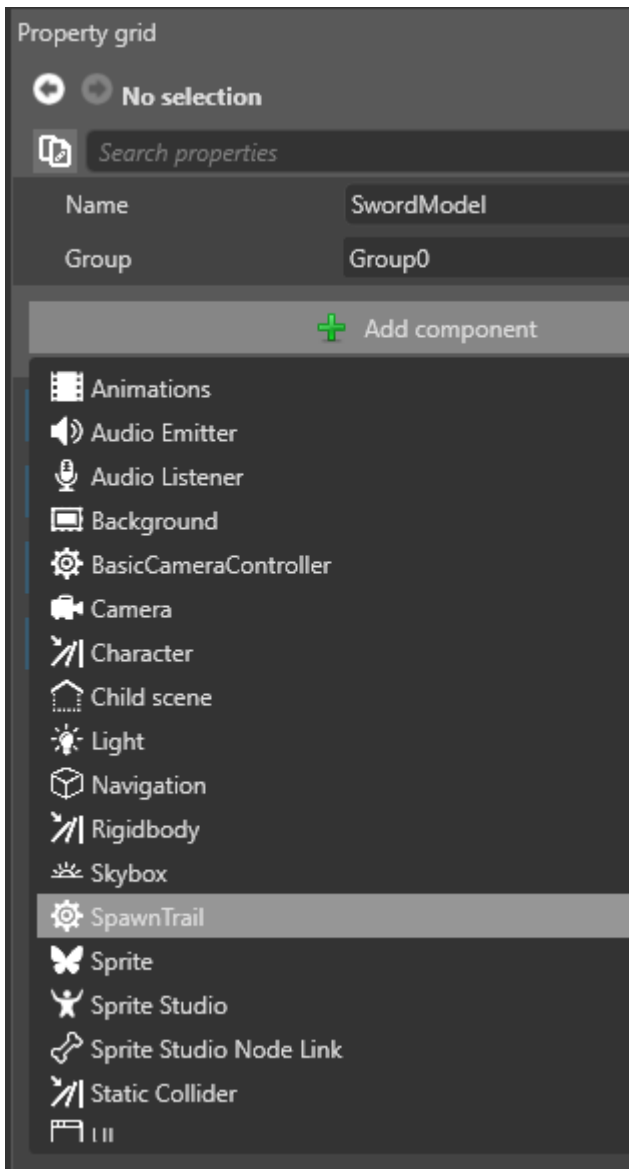 Property grid
No selection
Search properties
Name SwordModel
Group Group0
Add component
Animations
Audio Emitter
Audio Listener
Background
BasicCameraController
Camera
Character
Child scene
Light
Navigation
Rigidbody
Skybox
SpawnTrail
Sprite
Sprite Studio
Sprite Studio Node Link
Static Collider